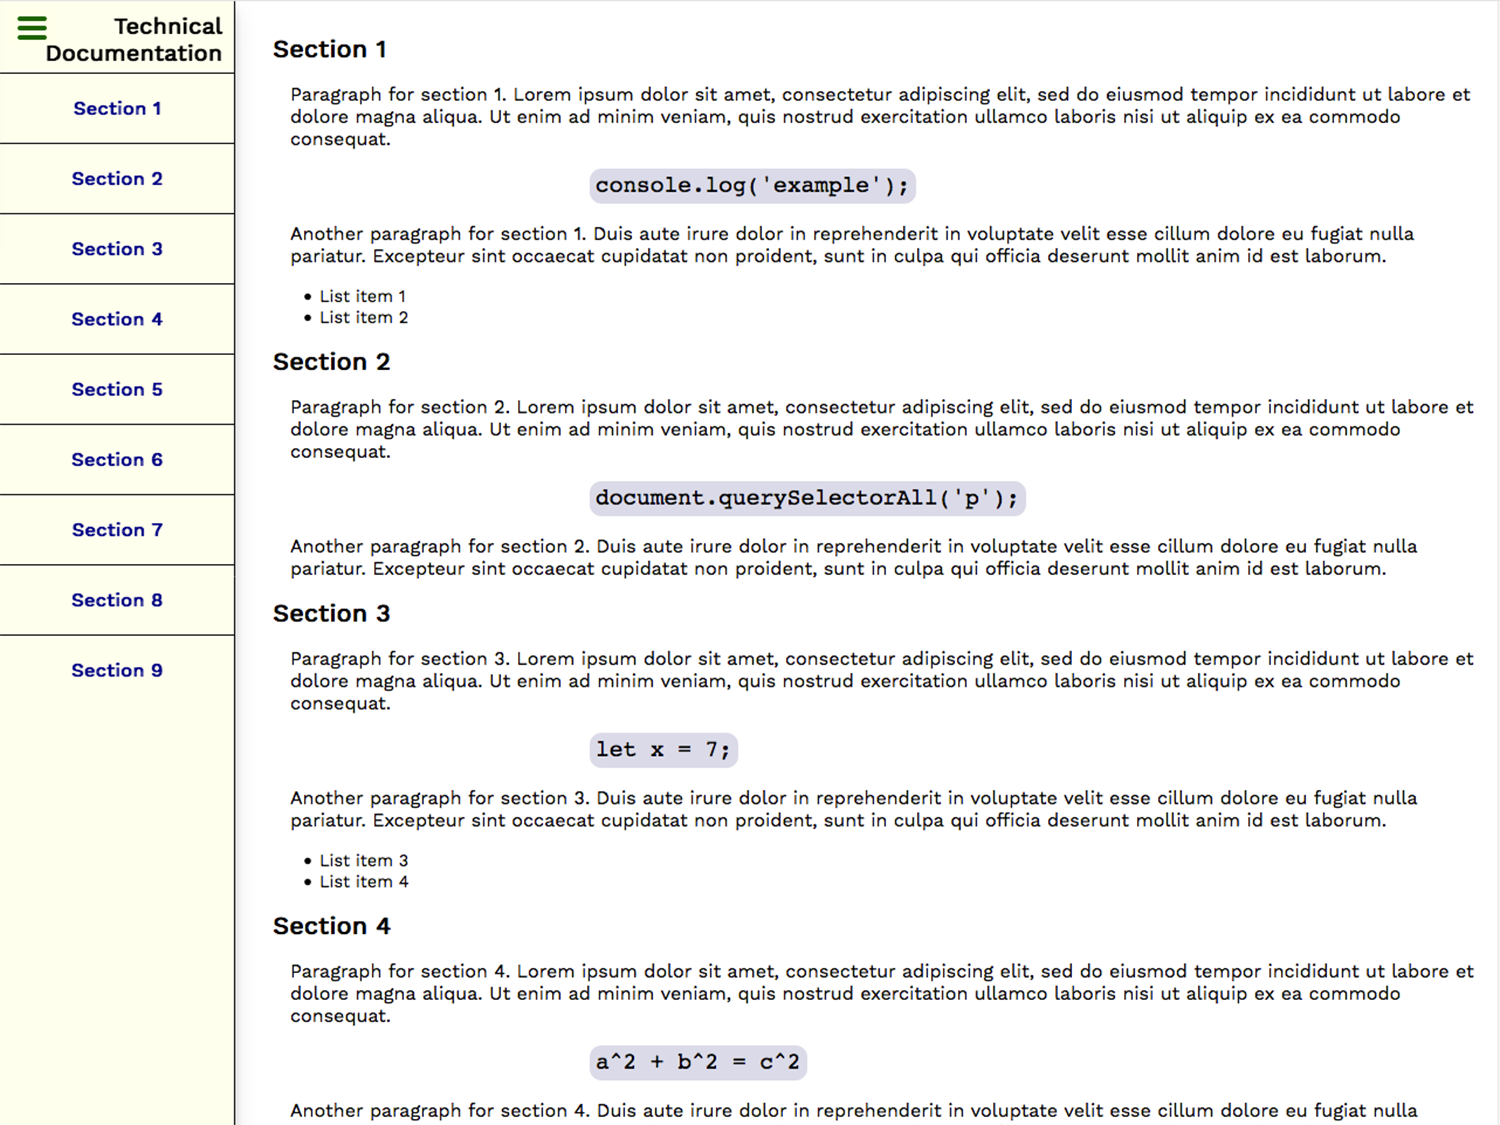 Technical
Documentation
Section 1
Section 2
Section 3
Section 4
Section 5
Section 6
Section 7
Section 8
Section 9
Section 1
Paragraph for section 1. Lorem ipsum dolor sit amet, consectetur adipiscing elit, sed do eiusmod tempor incididunt ut labore et
dolore magna aliqua. Ut enim ad minim veniam, quis nostrud exercitation ullamco laboris nisi ut aliquip ex ea commodo
consequat.
console.log('example');
Another paragraph for section 1. Duis aute irure dolor in reprehenderit in voluptate velit esse cillum dolore eu fugiat nulla
pariatur. Excepteur sint occaecat cupidatat non proident, sunt in culpa qui officia deserunt mollit anim id est laborum.
• List item 1
• List item 2
Section 2
Paragraph for section 2. Lorem ipsum dolor sit amet, consectetur adipiscing elit, sed do eiusmod tempor incididunt ut labore et
dolore magna aliqua. Ut enim ad minim veniam, quis nostrud exercitation ullamco laboris nisi ut aliquip ex ea commodo
consequat.
document.querySelectorAll('p');
Another paragraph for section 2. Duis aute irure dolor in reprehenderit in voluptate velit esse cillum dolore eu fugiat nulla
pariatur. Excepteur sint occaecat cupidatat non proident, sunt in culpa qui officia deserunt mollit anim id est laborum.
Section 3
Paragraph for section 3. Lorem ipsum dolor sit amet, consectetur adipiscing elit, sed do eiusmod tempor incididunt ut labore et
dolore magna aliqua. Ut enim ad minim veniam, quis nostrud exercitation ullamco laboris nisi ut aliquip ex ea commodo
consequat.
let x = 7;
Another paragraph for section 3. Duis aute irure dolor in reprehenderit in voluptate velit esse cillum dolore eu fugiat nulla
pariatur. Excepteur sint occaecat cupidatat non proident, sunt in culpa qui officia deserunt mollit anim id est laborum.
• List item 3
• List item 4
Section 4
Paragraph for section 4. Lorem ipsum dolor sit amet, consectetur adipiscing elit, sed do eiusmod tempor incididunt ut labore et
dolore magna aliqua. Ut enim ad minim veniam, quis nostrud exercitation ullamco laboris nisi ut aliquip ex ea commodo
consequat.
a^2 + b^2 = c^2
Another paragraph for section 4. Duis aute irure dolor in reprehenderit in voluptate velit esse cillum dolore eu fugiat nulla